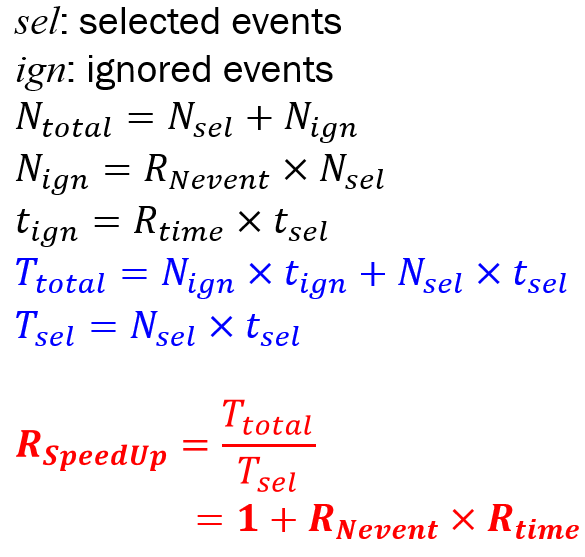 sel: selected events
ign: ignored events
N_total = N_sel + N_ign
N_ign = R_Nevent × N_sel
t_ign = R_time × t_sel
T_total = N_ign × t_ign + N_sel × t_sel
T_sel = N_sel × t_sel
R_SpeedUp = T_total / T_sel
= 1 + R_Nevent × R_time